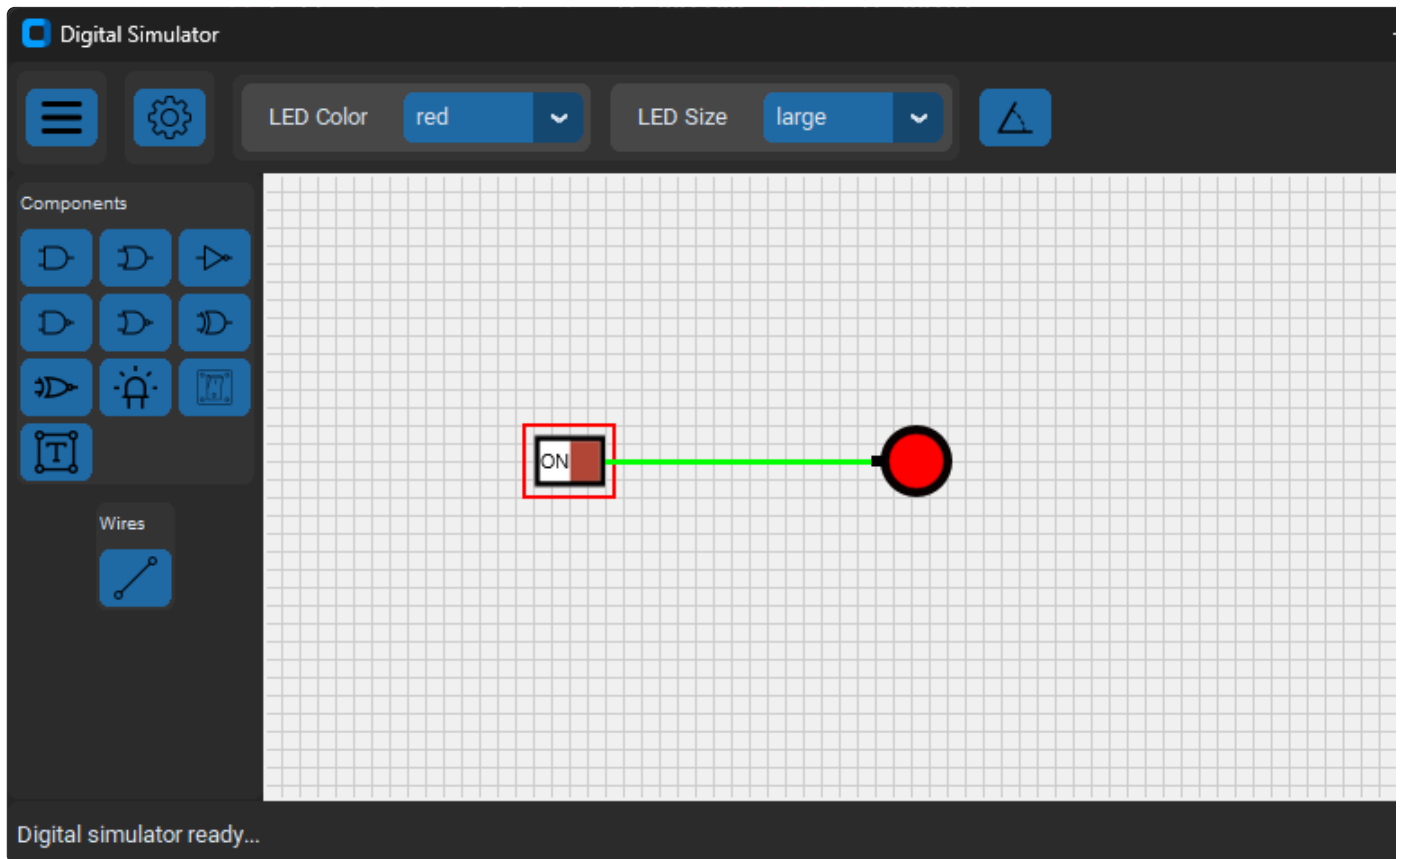 Digital Simulator
LED Color red LED Size large
Components
T
ON
Wires
Digital simulator ready...